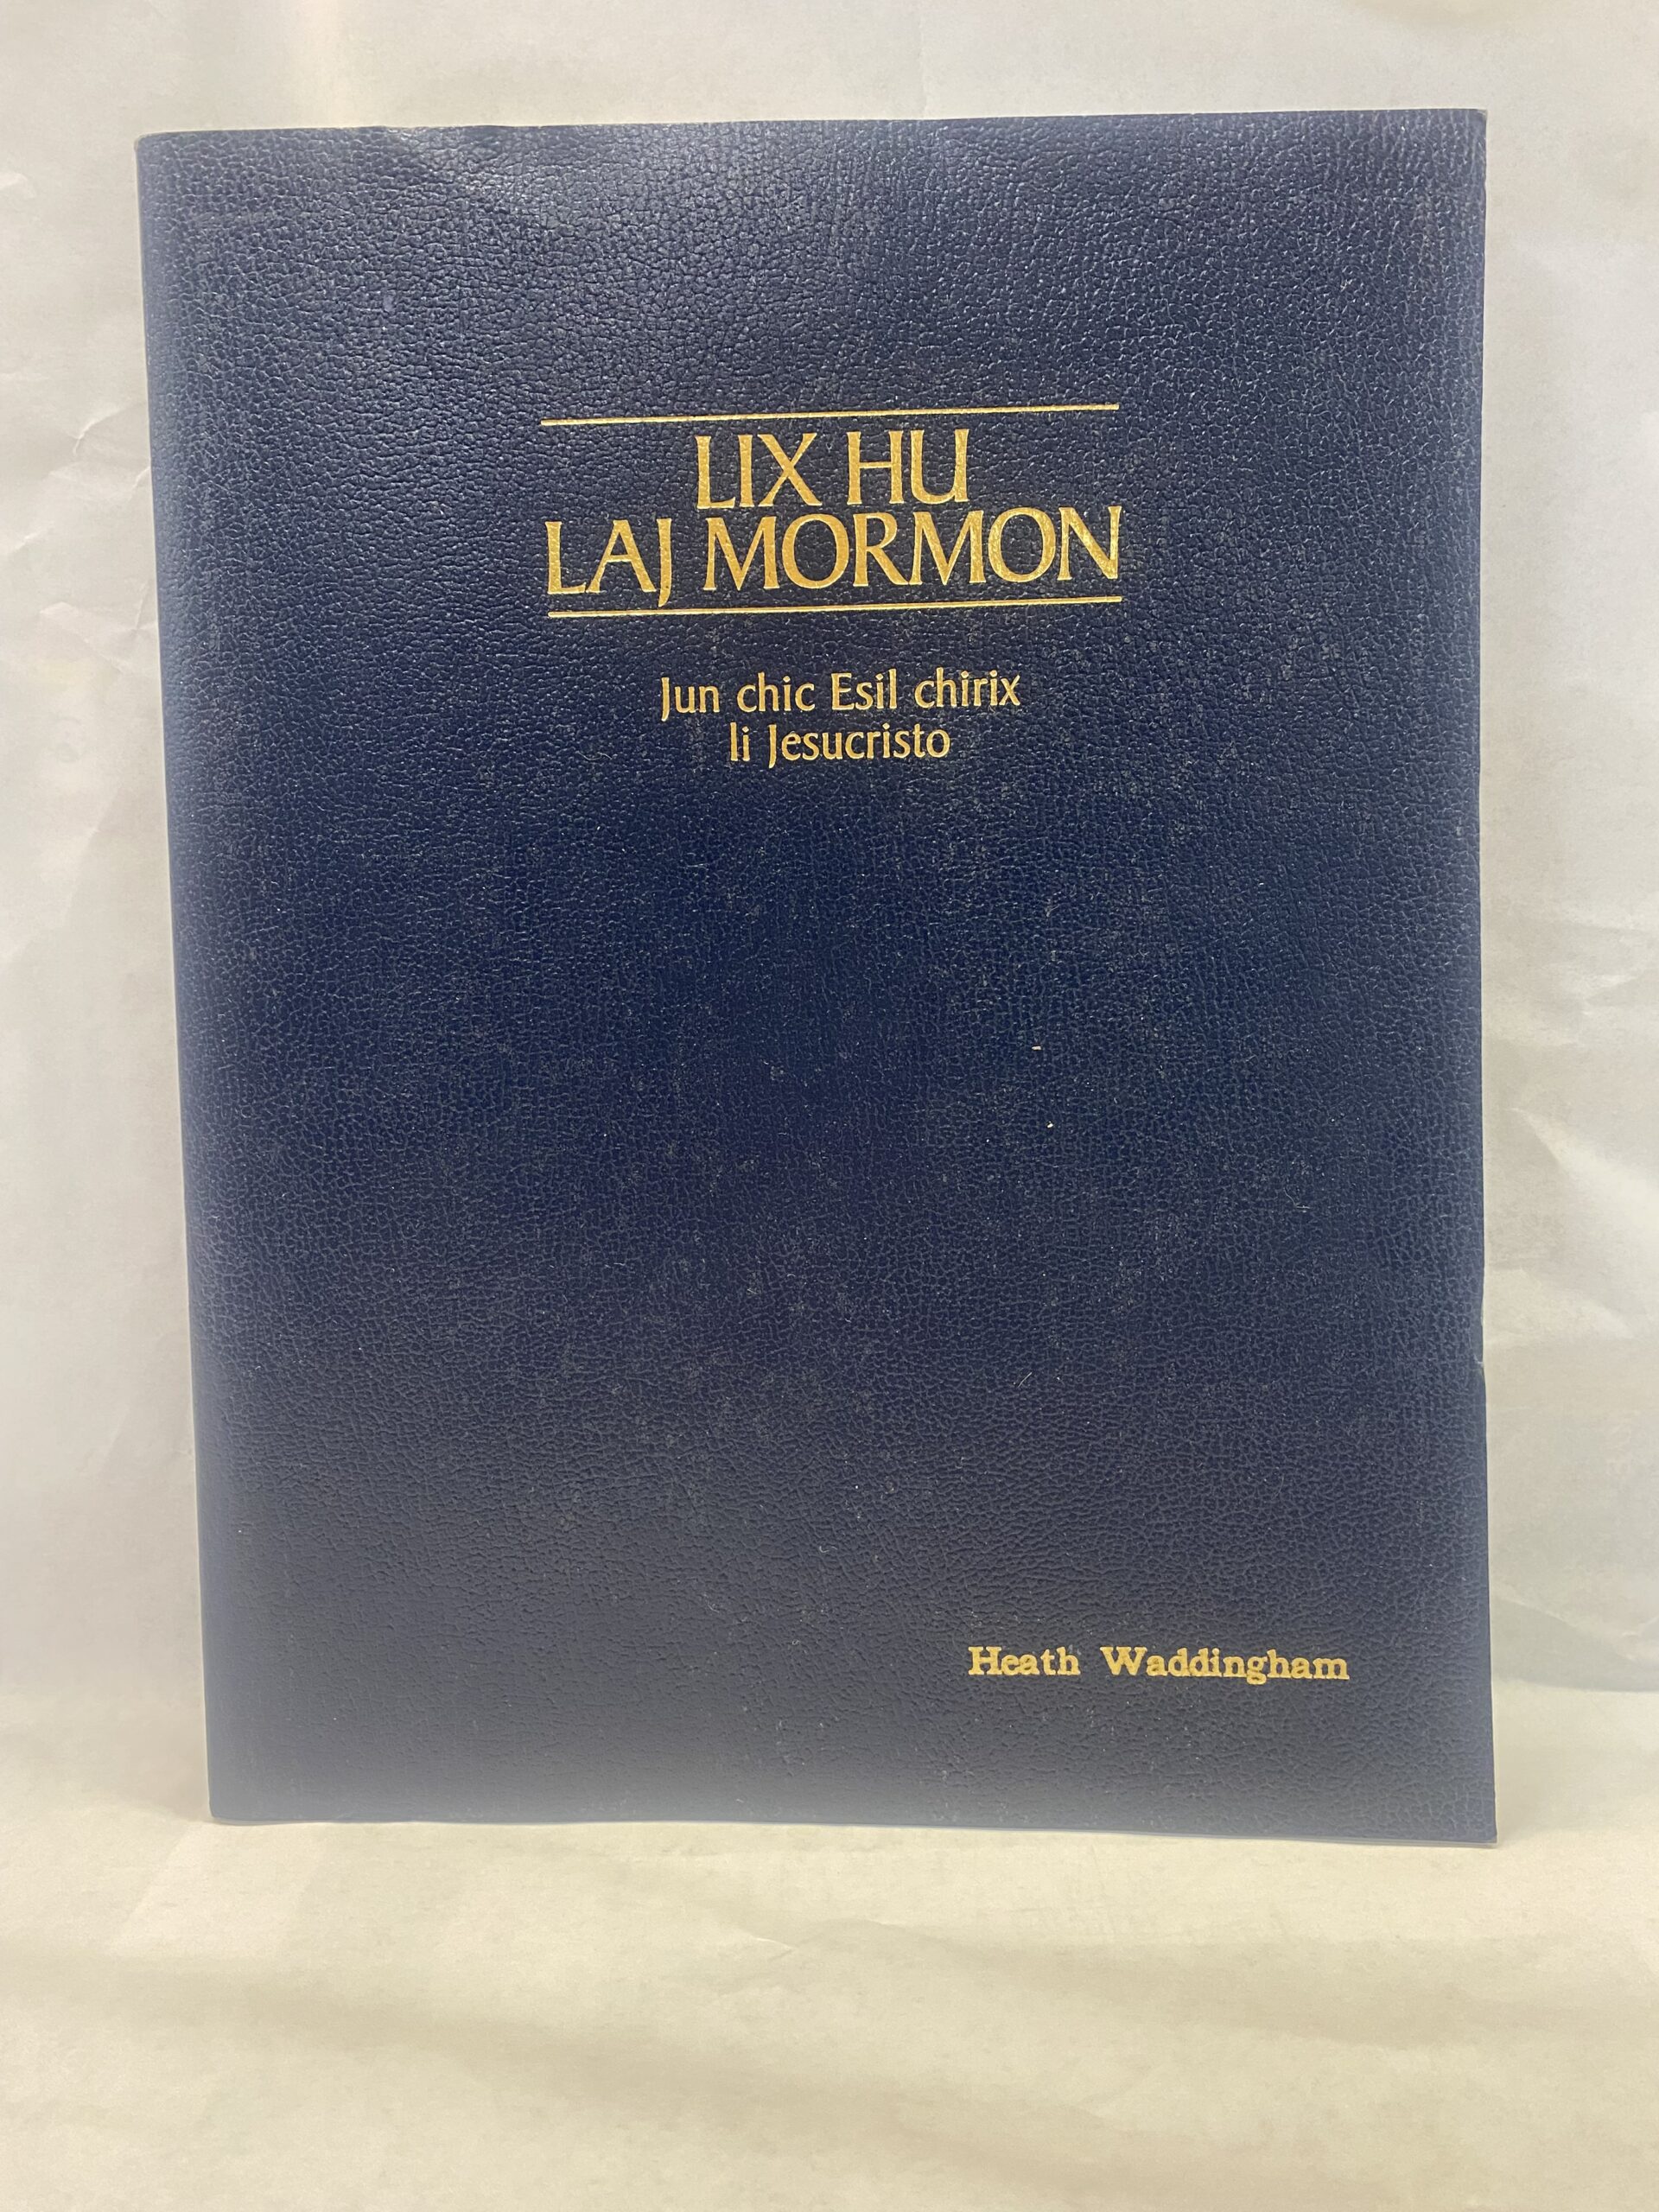 LIX HU
LAJ MORMON
Jun chic Esil chirix
li Jesucristo
Heath Waddingham